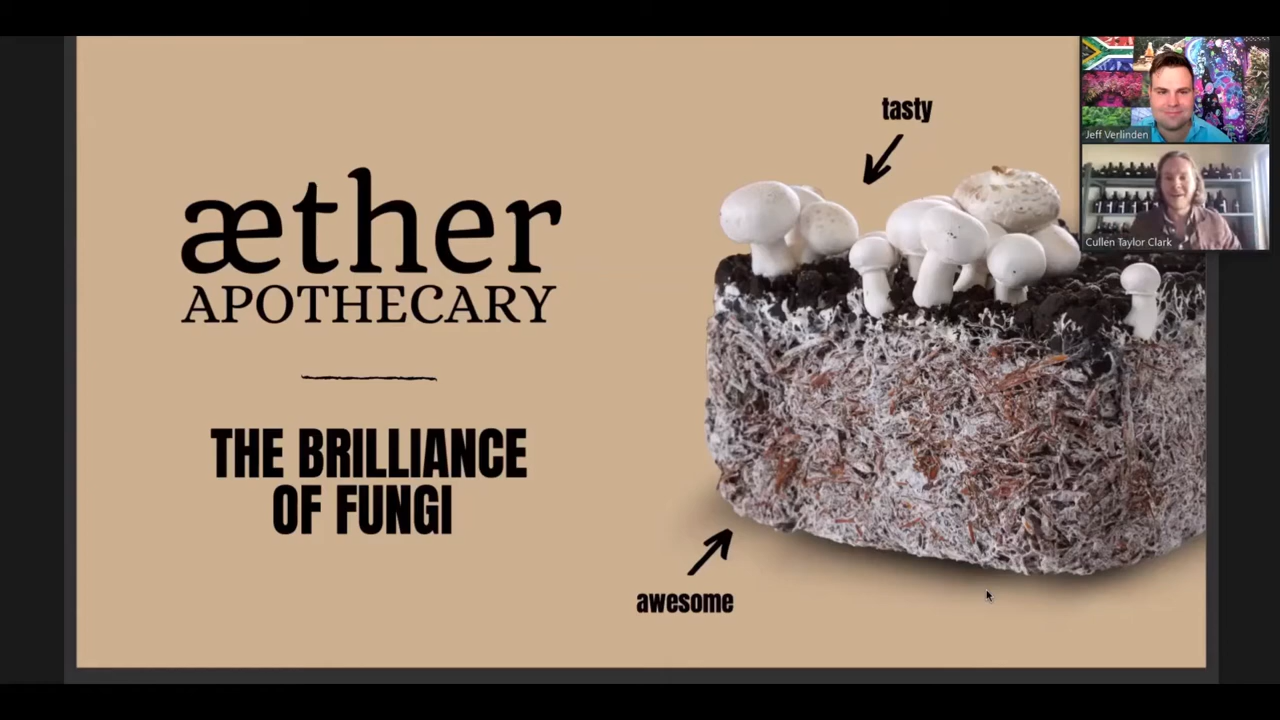 æther
APOTHECARY
THE BRILLIANCE
OF FUNGI
tasty
awesome
Jeff Verlinden
Cullen Taylor Clark